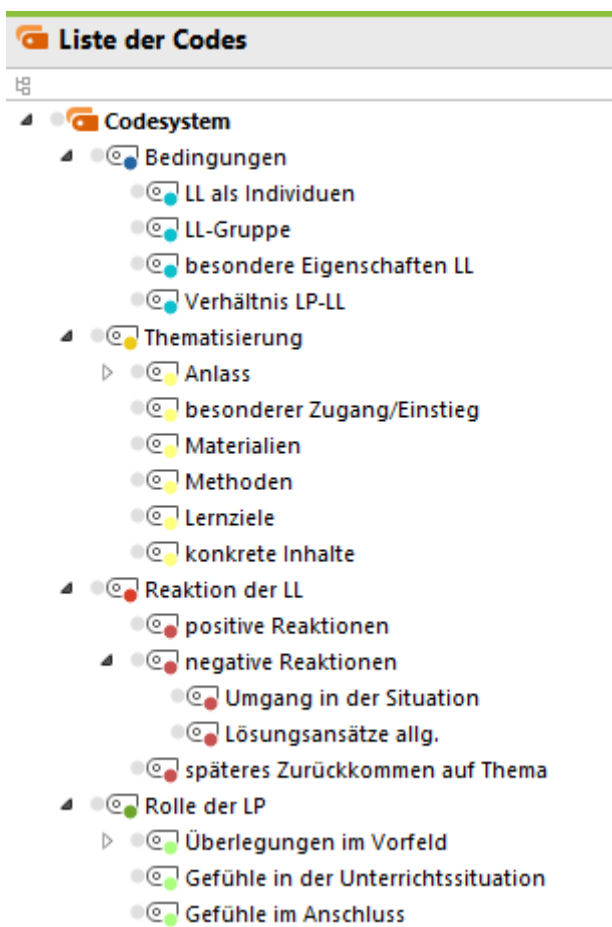 Liste der Codes
Codesystem
Bedingungen
LL als Individuen
LL-Gruppe
besondere Eigenschaften LL
Verhältnis LP-LL
Thematisierung
Anlass
besonderer Zugang/Einstieg
Materialien
Methoden
Lernziele
konkrete Inhalte
Reaktion der LL
positive Reaktionen
negative Reaktionen
Umgang in der Situation
Lösungsansätze allg.
späteres Zurückkommen auf Thema
Rolle der LP
Überlegungen im Vorfeld
Gefühle in der Unterrichtssituation
Gefühle im Anschluss